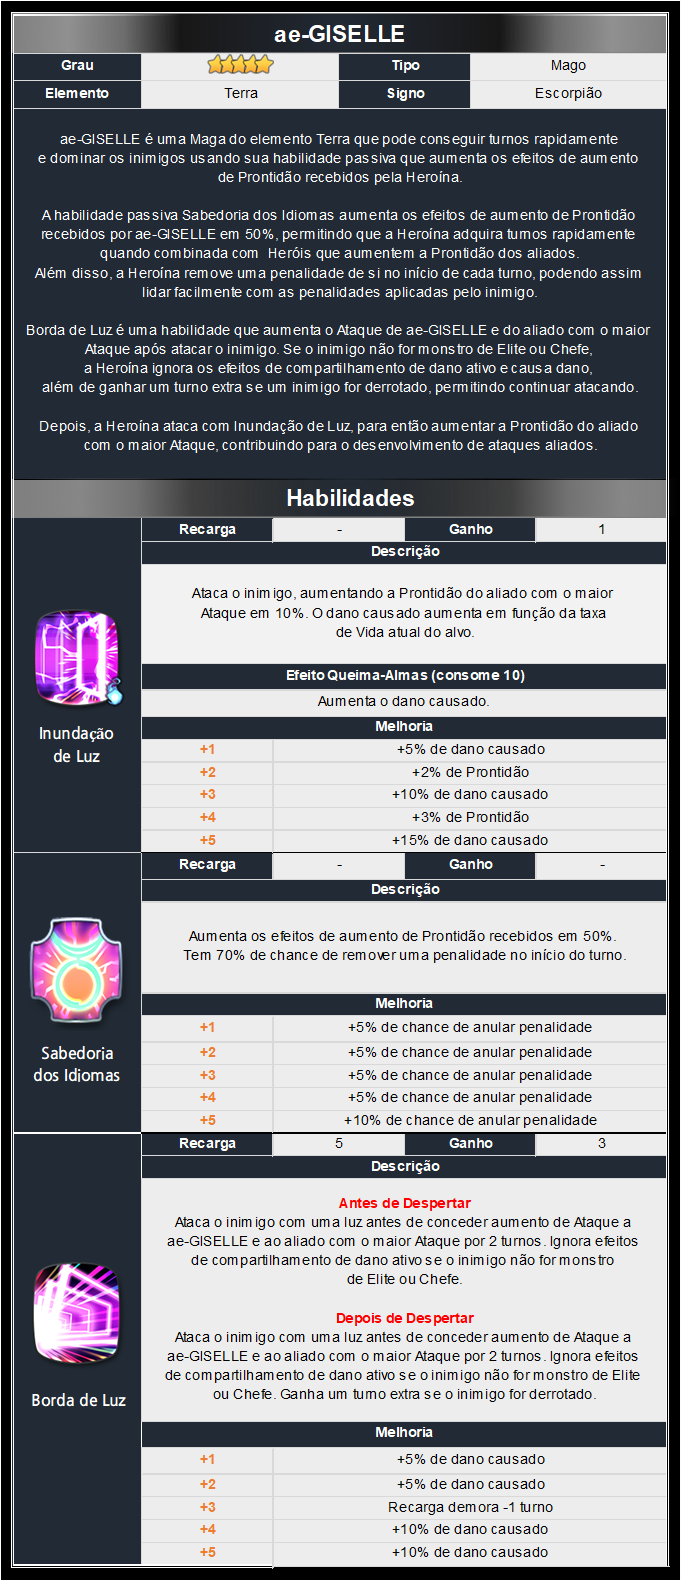 ae-GISELLE
Grau Tipo Mago
Elemento Terra Signo Escorpião
ae-GISELLE é uma Maga do elemento Terra que pode conseguir turnos rapidamente
e dominar os inimigos usando sua habilidade passiva que aumenta os efeitos de aumento
de Prontidão recebidos pela Heroína.
A habilidade passiva Sabedoria dos Idiomas aumenta os efeitos de aumento de Prontidão
recebidos por ae-GISELLE em 50%, permitindo que a Heroína adquira turnos rapidamente
quando combinada com Heróis que aumentem a Prontidão dos aliados.
Além disso, a Heroína remove uma penalidade de si no início de cada turno, podendo assim
lidar facilmente com as penalidades aplicadas pelo inimigo.
Borda de Luz é uma habilidade que aumenta o Ataque de ae-GISELLE e do aliado com o maior
Ataque após atacar o inimigo. Se o inimigo não for monstro de Elite ou Chefe,
a Heroína ignora os efeitos de compartilhamento de dano ativo e causa dano,
além de ganhar um turno extra se um inimigo for derrotado, permitindo continuar atacando.
Depois, a Heroína ataca com Inundação de Luz, para então aumentar a Prontidão do aliado
com o maior Ataque, contribuindo para o desenvolvimento de ataques aliados.
Habilidades
Inundação
de Luz
Recarga - Ganho 1
Descrição
Ataca o inimigo, aumentando a Prontidão do aliado com o maior
Ataque em 10%. O dano causado aumenta em função da taxa
de Vida atual do alvo.
Efeito Queima-Almas (consome 10)
Aumenta o dano causado.
Melhoria
+1 +5% de dano causado
+2 +2% de Prontidão
+3 +10% de dano causado
+4 +3% de Prontidão
+5 +15% de dano causado
Sabedoria
dos Idiomas
Recarga - Ganho -
Descrição
Aumenta os efeitos de aumento de Prontidão recebidos em 50%.
Tem 70% de chance de remover uma penalidade no início do turno.
Melhoria
+1 +5% de chance de anular penalidade
+2 +5% de chance de anular penalidade
+3 +5% de chance de anular penalidade
+4 +5% de chance de anular penalidade
+5 +10% de chance de anular penalidade
Borda de Luz
Recarga 5 Ganho 3
Descrição
Antes de Despertar
Ataca o inimigo com uma luz antes de conceder aumento de Ataque a
ae-GISELLE e ao aliado com o maior Ataque por 2 turnos. Ignora efeitos
de compartilhamento de dano ativo se o inimigo não for monstro
de Elite ou Chefe.
Depois de Despertar
Ataca o inimigo com uma luz antes de conceder aumento de Ataque a
ae-GISELLE e ao aliado com o maior Ataque por 2 turnos. Ignora efeitos
de compartilhamento de dano ativo se o inimigo não for monstro de Elite
ou Chefe. Ganha um turno extra se o inimigo for derrotado.
Melhoria
+1 +5% de dano causado
+2 +5% de dano causado
+3 Recarga demora -1 turno
+4 +10% de dano causado
+5 +10% de dano causado